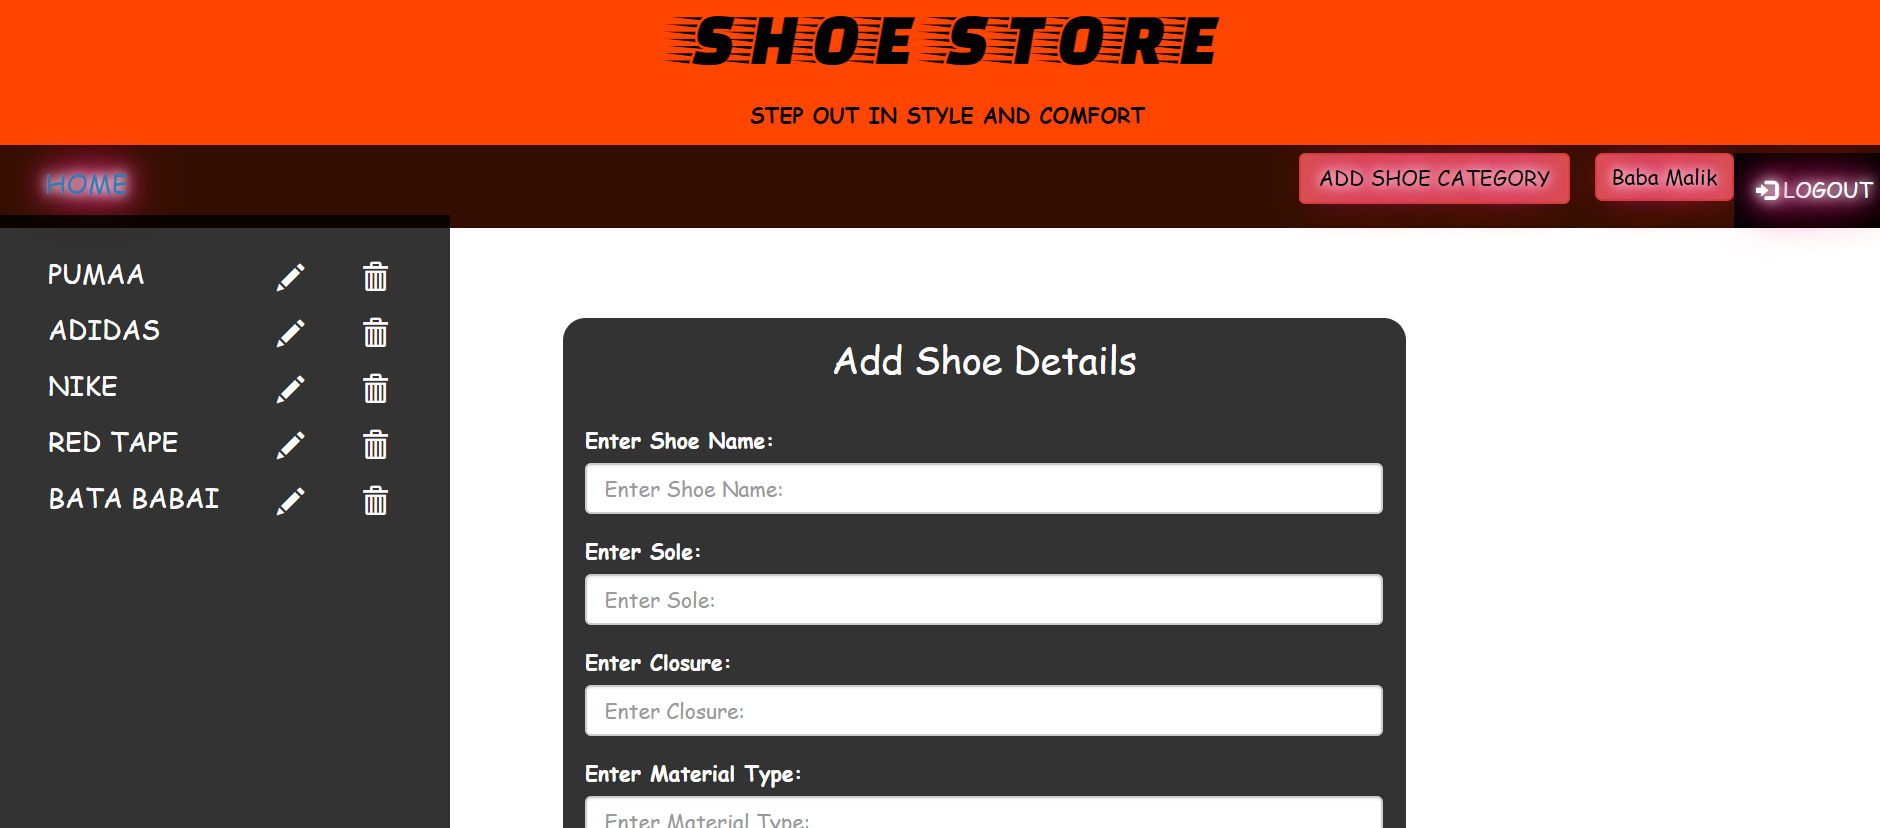 SHOE STORE
STEP OUT IN STYLE AND COMFORT
HOME
ADD SHOE CATEGORY
Baba Malik
LOGOUT
PUMAA
ADIDAS
NIKE
RED TAPE
BATA BABAI
Add Shoe Details
Enter Shoe Name:
Enter Shoe Name:
Enter Sole:
Enter Sole:
Enter Closure:
Enter Closure:
Enter Material Type:
Enter Material Type: